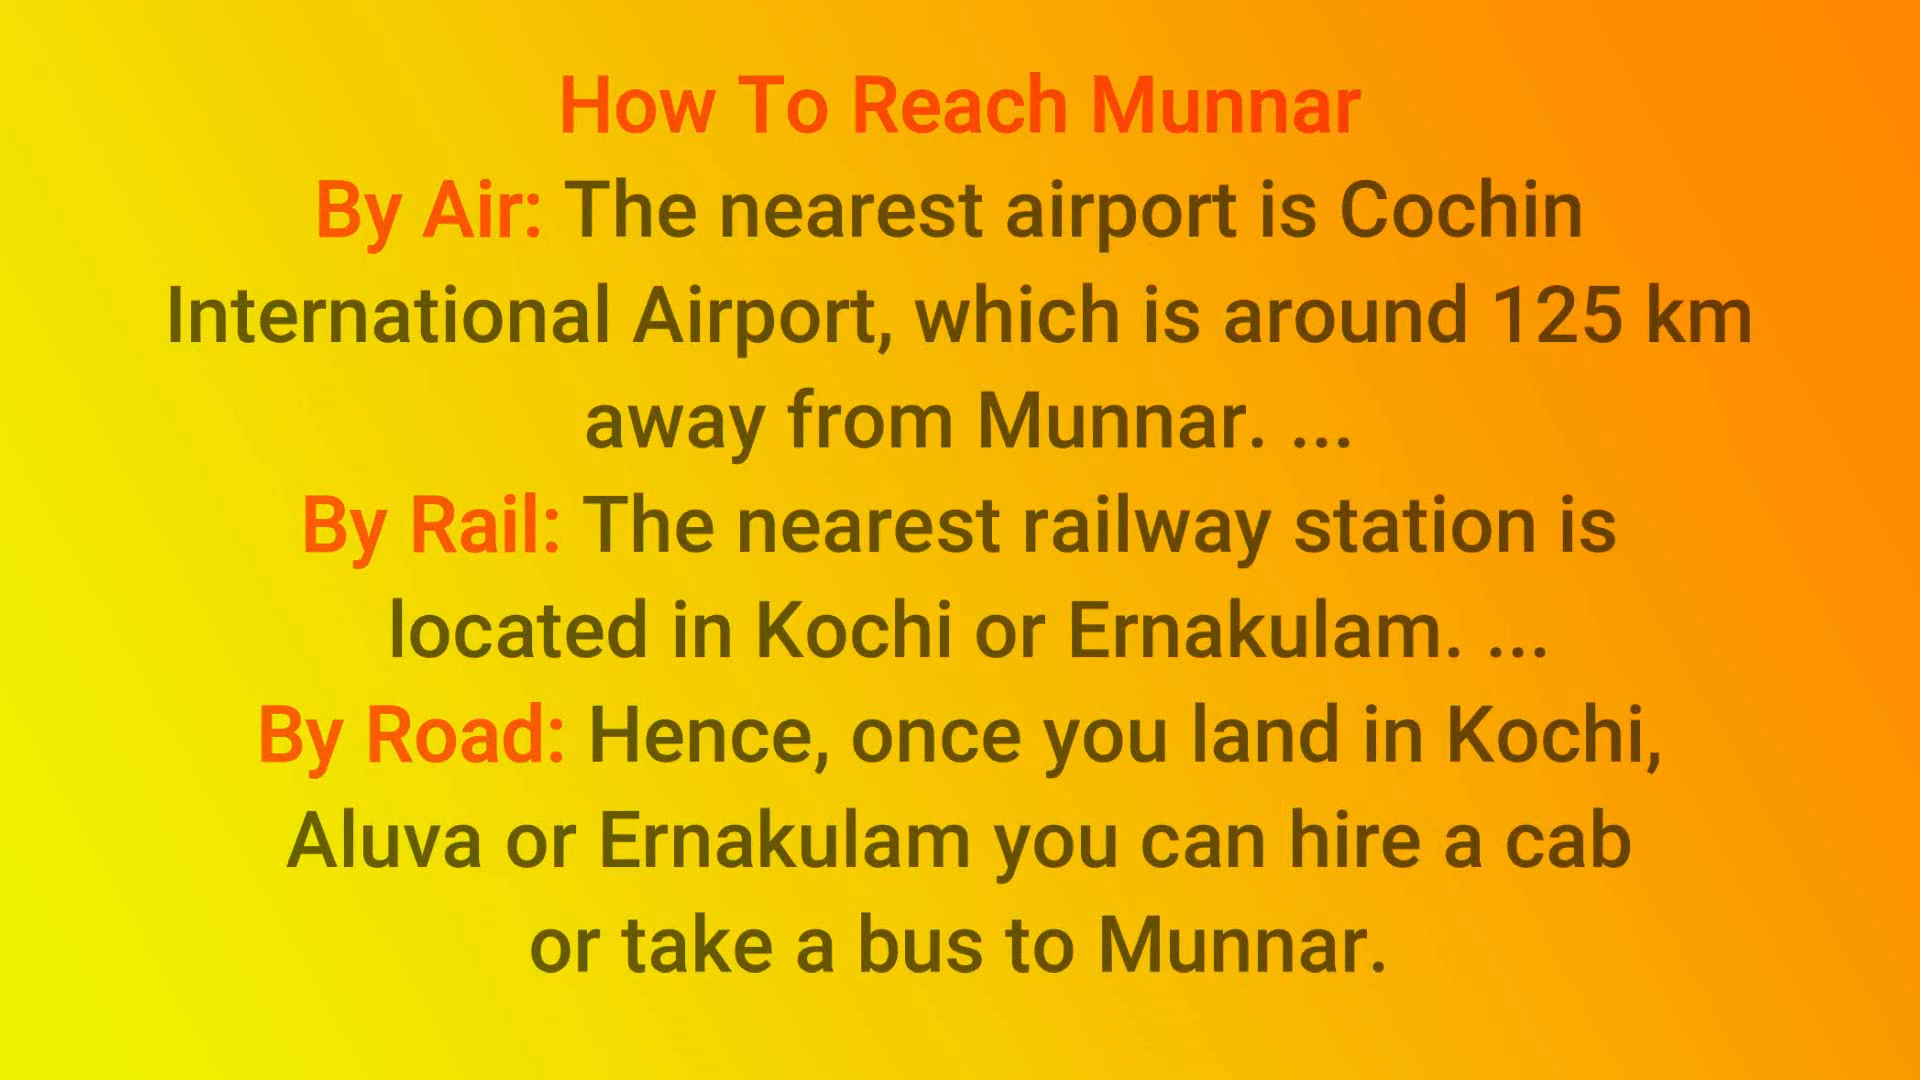 How To Reach Munnar
By Air: The nearest airport is Cochin
International Airport, which is around 125 km
away from Munnar. ...
By Rail: The nearest railway station is
located in Kochi or Ernakulam. ...
By Road: Hence, once you land in Kochi,
Aluva or Ernakulam you can hire a cab
or take a bus to Munnar.